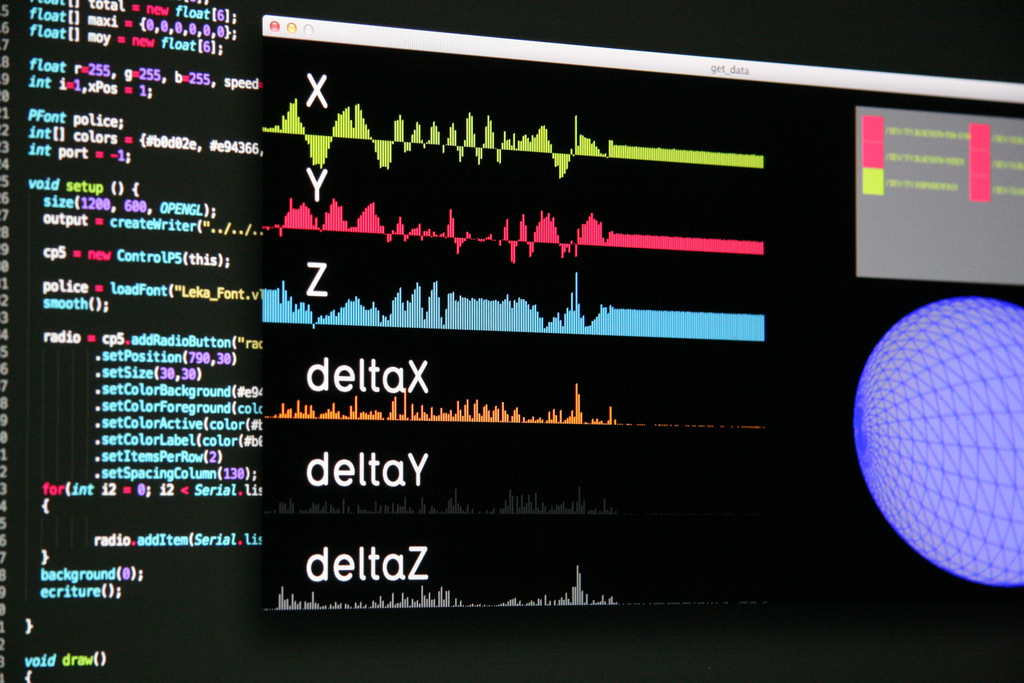 float[] total = new float[6];
float[] maxi = {0,0,0,0,0,0};
float[] moy = new float[6];
float r=255, g=255, b=255, speed
int i=1,xPos = 1;
PFont police;
int[] colors = {#b0d02e, #e94366,
int port = -1;
void setup () {
size(1200, 600, OPENGL);
output = createWriter("../../..
cp5 = new ControlP5(this);
police = loadFont("Leka_Font.v
smooth();
radio = cp5.addRadioButton("rad
.setPosition(790,30)
.setSize(30,30)
.setColorBackground(#e94
.setColorForeground(colo
.setColorActive(color(#b
.setColorLabel(color(#b0
.setItemsPerRow(2)
.setSpacingColumn(130);
for(int i2 = 0; i2 < Serial.lis
{
radio.addItem(Serial.lis
}
background(0);
ecriture();
}
void draw()
{
get_data
X
Y
Z
deltaX
deltaY
deltaZ